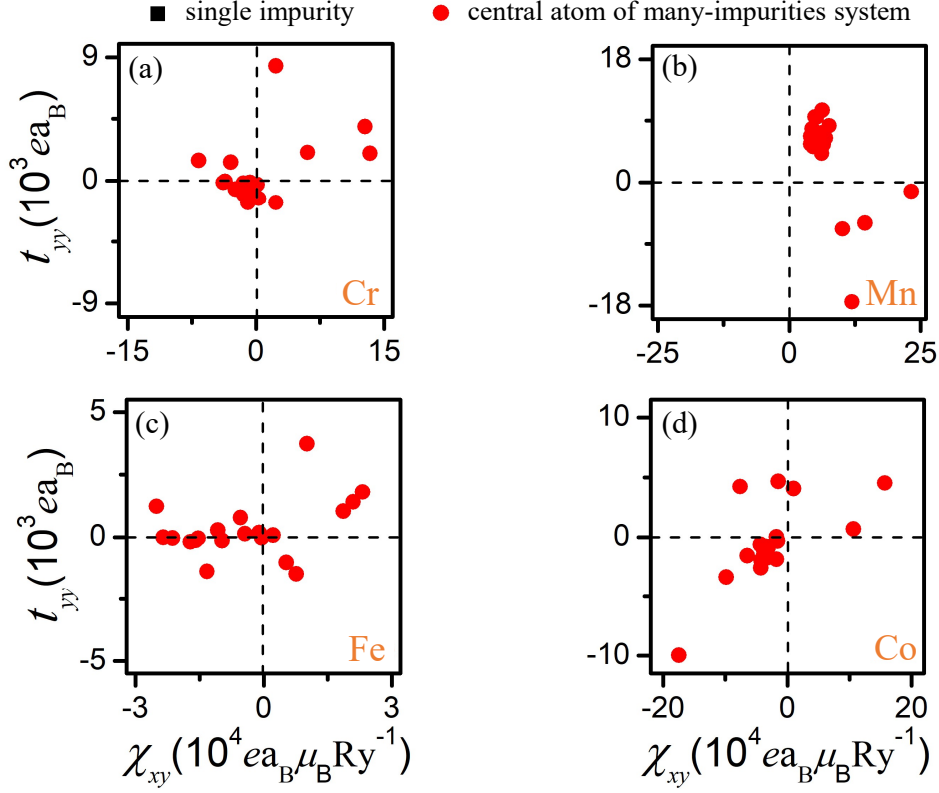 ■ single impurity ● central atom of many-impurities system
(a) (b)
9 18
t_yy (10^3 ea_B) 0 0
-9 Cr -18 Mn
-15 0 15 -25 0 25
(c) (d)
5 10
t_yy (10^3 ea_B) 0 0
-5 Fe -10 Co
-3 0 3 -20 0 20
χ_xy (10^4 ea_B μ_B Ry^-1) χ_xy (10^4 ea_B μ_B Ry^-1)